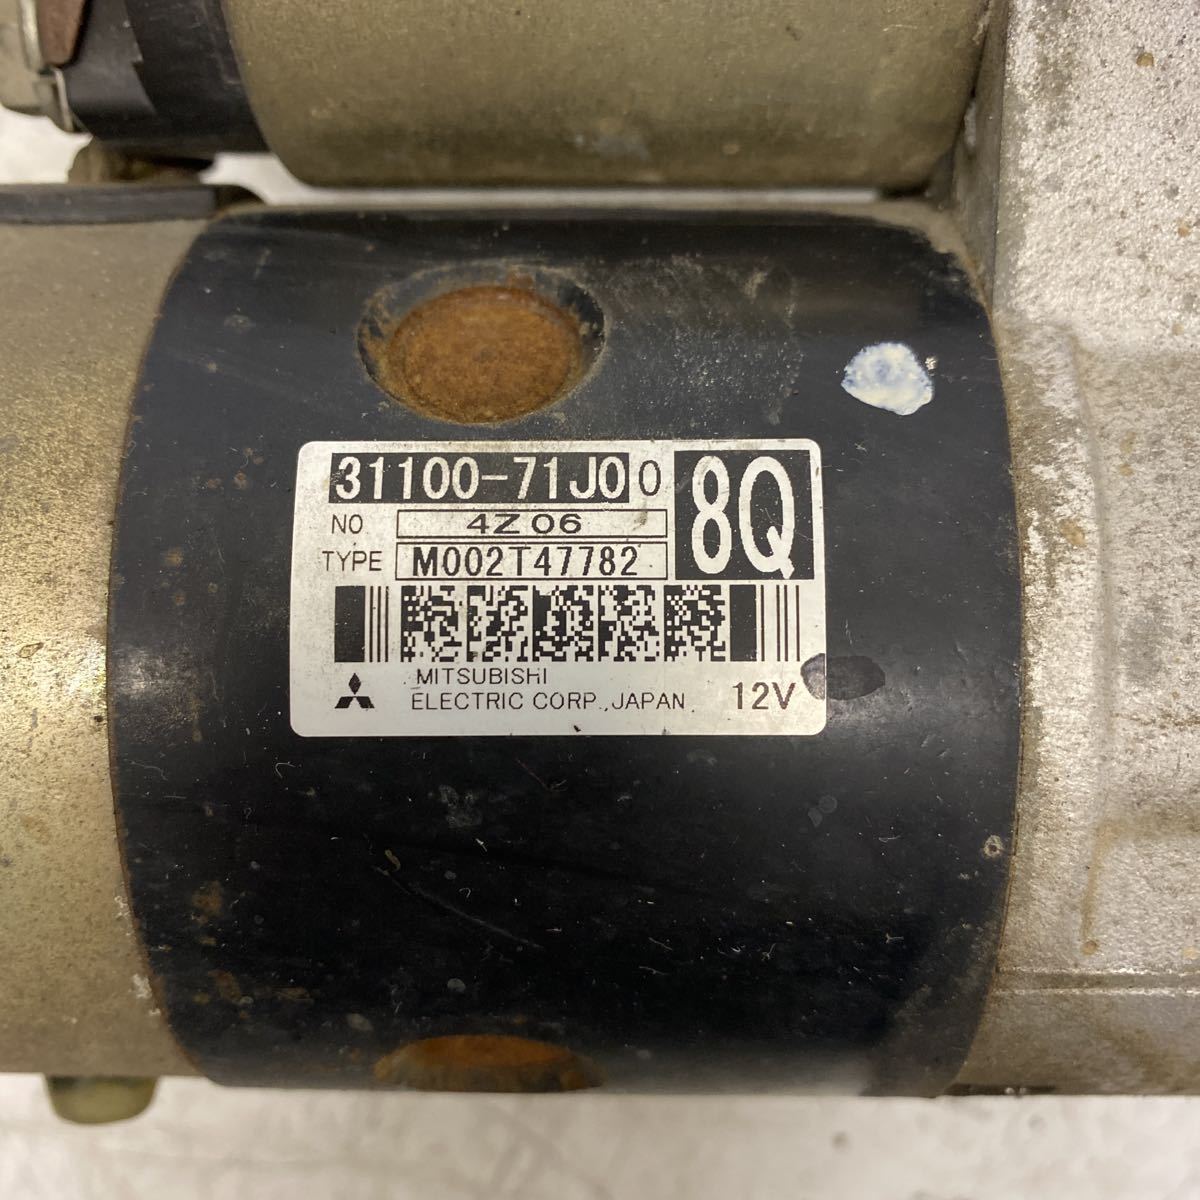 31100-71J00 8Q
NO. 4Z06
TYPE M002T47782
MITSUBISHI
ELECTRIC CORP., JAPAN 12V